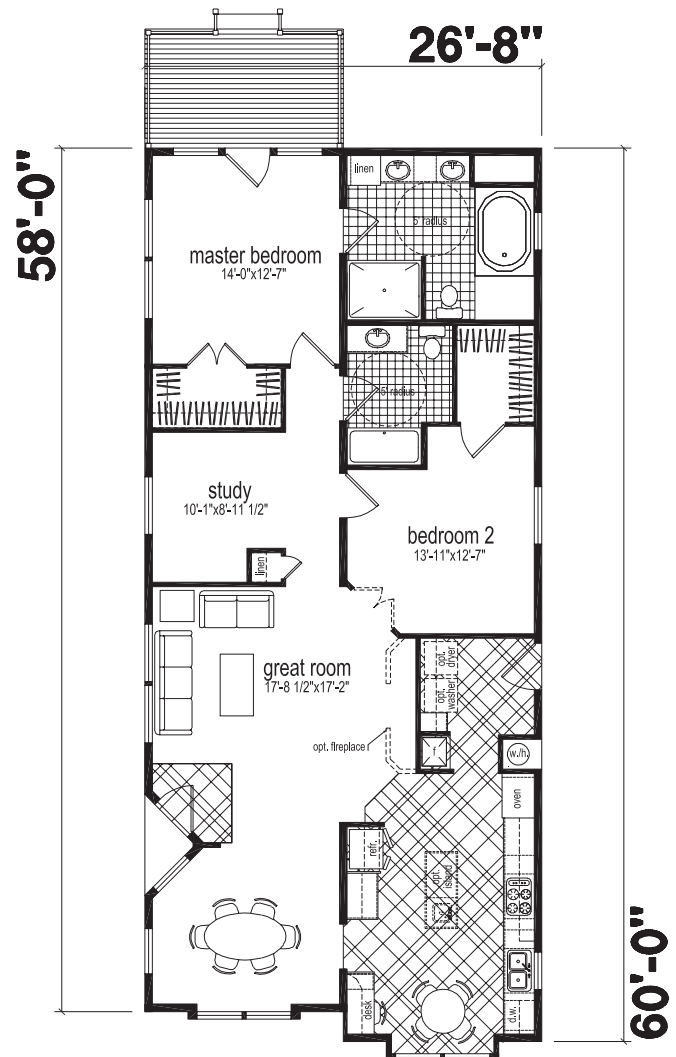 26'-8"
58'-0"
linen
5' radius
master bedroom
14'-0"x12'-7"
5' radius
study
10'-1"x8'-11 1/2"
bedroom 2
13'-11"x12'-7"
linen
great room
17'-8 1/2"x17'-2"
opt.
dryer
opt.
washer
opt. fireplace
f
w./h.
oven
refr.
opt.
island
desk
d.w.
60'-0"